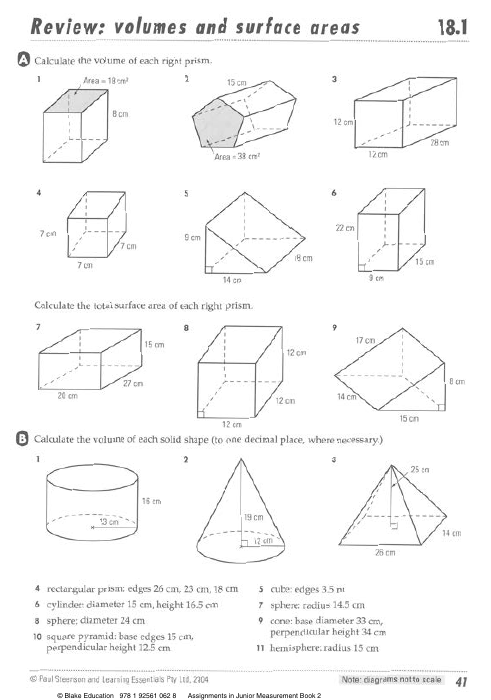 Review: volumes and surface areas 18.1
A Calculate the volume of each right prism.
1 Area = 18 cm² 8 cm
2 15 cm Area = 38 cm²
3 12 cm 12 cm 28 cm
4 7 cm 7 cm 7 cm
5 9 cm 14 cm 18 cm
6 22 cm 9 cm 15 cm
Calculate the total surface area of each right prism.
7 15 cm 27 cm 20 cm
8 12 cm 12 cm 12 cm
9 17 cm 8 cm 14 cm 15 cm
B Calculate the volume of each solid shape (to one decimal place, where necessary.)
1 16 cm 13 cm
2 19 cm 12 cm
3 25 cm 14 cm 26 cm
4 rectangular prism: edges 26 cm, 23 cm, 18 cm
5 cube: edges 3.5 m
6 cylinder: diameter 15 cm, height 16.5 cm
7 sphere: radius 14.5 cm
8 sphere: diameter 24 cm
9 cone: base diameter 33 cm,
perpendicular height 34 cm
10 square pyramid: base edges 15 cm,
perpendicular height 12.5 cm
11 hemisphere: radius 15 cm
© Paul Swenson and Learning Essentials Pty Ltd, 2004
Note: diagrams not to scale 41
© Blake Education 978 1 92561 062 8 Assignments in Junior Measurement Book 2